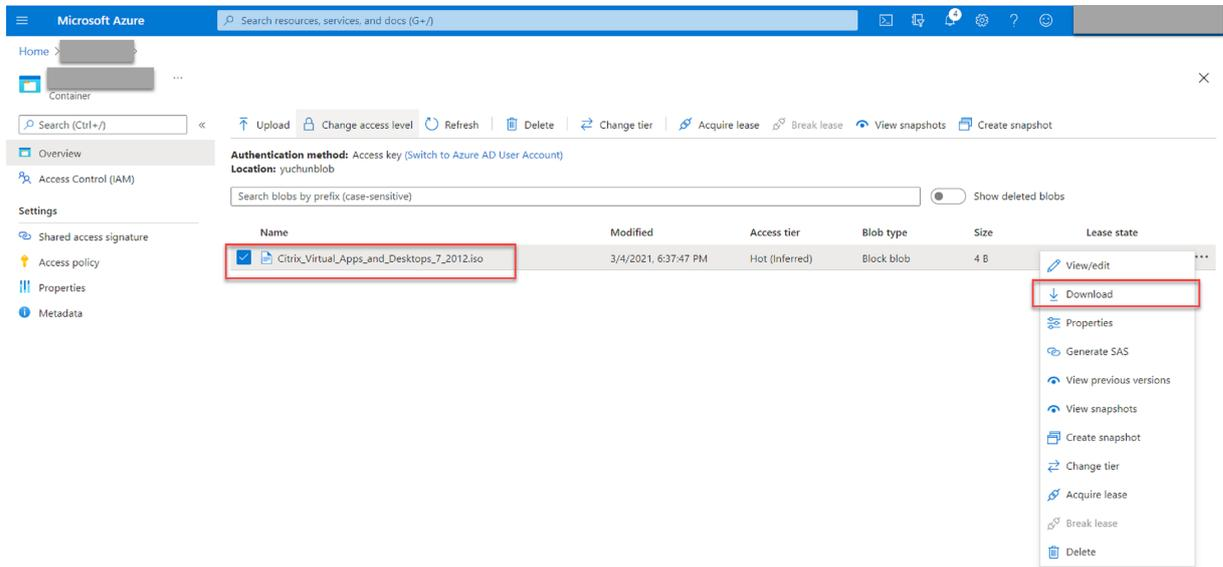 Microsoft Azure
Search resources, services, and docs (G+/)
4
Home >
...
Container
Search (Ctrl+/)
«
Upload
Change access level
Refresh
Delete
Change tier
Acquire lease
Break lease
View snapshots
Create snapshot
Overview
Access Control (IAM)
Settings
Shared access signature
Access policy
Properties
Metadata
Authentication method: Access key (Switch to Azure AD User Account)
Location: yuchunblob
Search blobs by prefix (case-sensitive)
Show deleted blobs
Name Modified Access tier Blob type Size Lease state
Citrix_Virtual_Apps_and_Desktops_7_2012.iso 3/4/2021, 6:37:47 PM Hot (Inferred) Block blob 4 B ...
View/edit
Download
Properties
Generate SAS
View previous versions
View snapshots
Create snapshot
Change tier
Acquire lease
Break lease
Delete